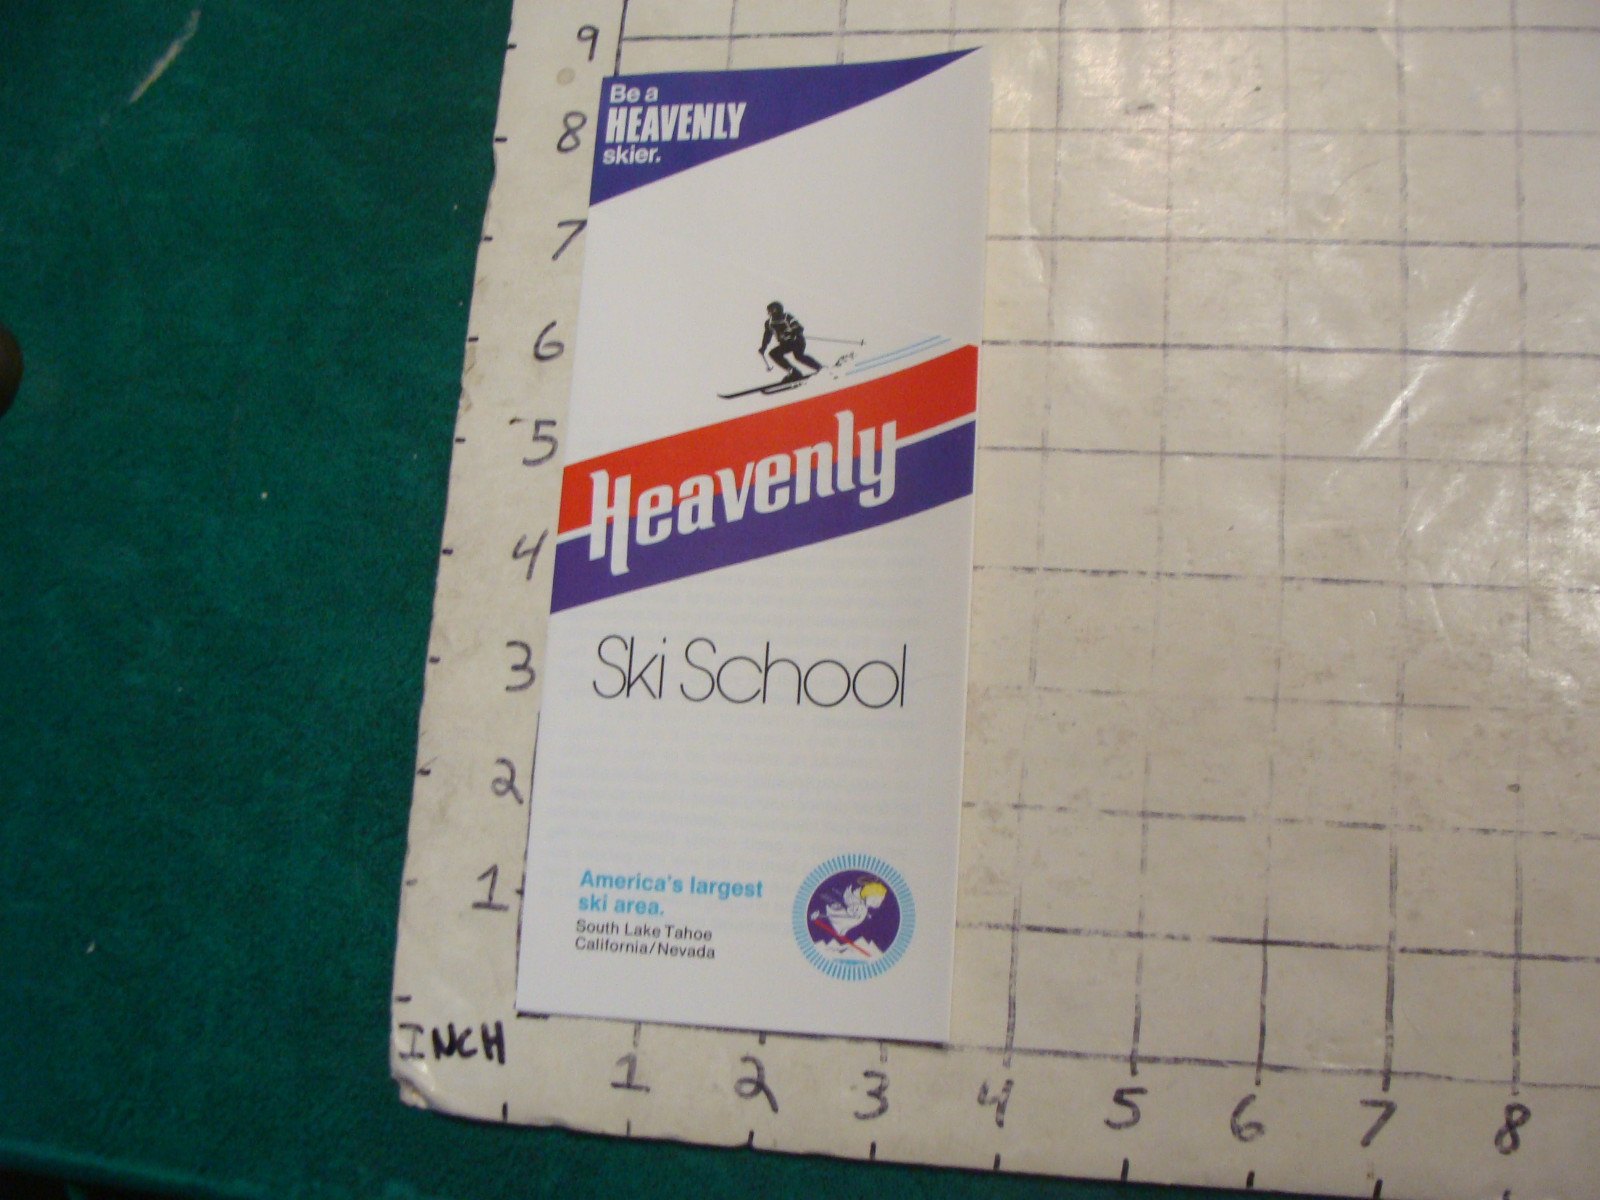 9
Be a
HEAVENLY
skier.
8
7
6
5
Heavenly
4
Ski School
3
2
1
America's largest
ski area.
South Lake Tahoe
California/Nevada
INCH
1 2 3 4 5 6 7 8